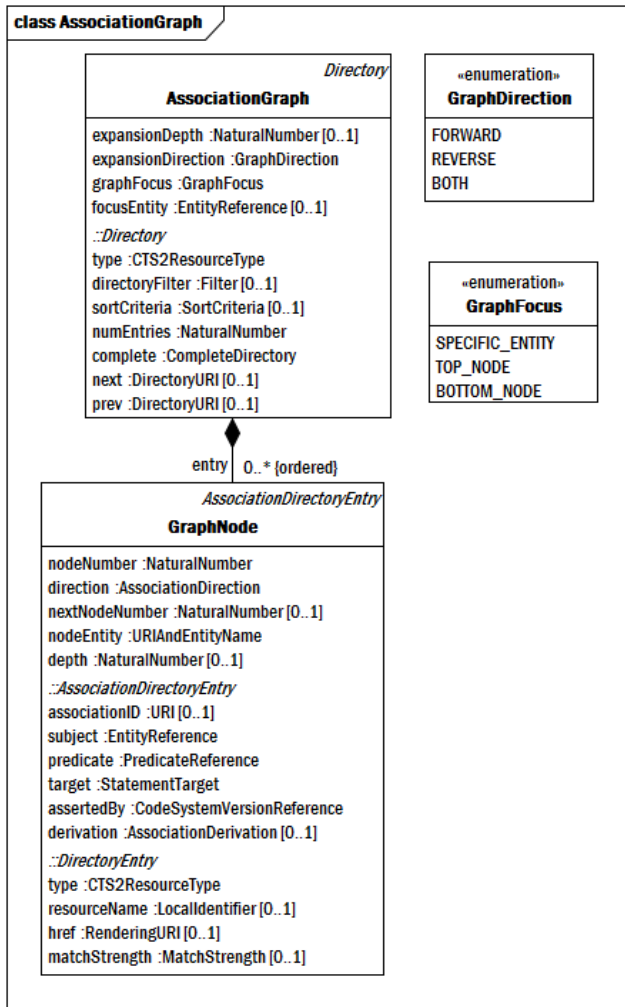 class AssociationGraph
Directory
AssociationGraph
expansionDepth :NaturalNumber [0..1]
expansionDirection :GraphDirection
graphFocus :GraphFocus
focusEntity :EntityReference [0..1]
::Directory
type :CTS2ResourceType
directoryFilter :Filter [0..1]
sortCriteria :SortCriteria [0..1]
numEntries :NaturalNumber
complete :CompleteDirectory
next :DirectoryURI [0..1]
prev :DirectoryURI [0..1]
«enumeration»
GraphDirection
FORWARD
REVERSE
BOTH
«enumeration»
GraphFocus
SPECIFIC_ENTITY
TOP_NODE
BOTTOM_NODE
entry 0..* {ordered}
AssociationDirectoryEntry
GraphNode
nodeNumber :NaturalNumber
direction :AssociationDirection
nextNodeNumber :NaturalNumber [0..1]
nodeEntity :URIAndEntityName
depth :NaturalNumber [0..1]
::AssociationDirectoryEntry
associationID :URI [0..1]
subject :EntityReference
predicate :PredicateReference
target :StatementTarget
assertedBy :CodeSystemVersionReference
derivation :AssociationDerivation [0..1]
::DirectoryEntry
type :CTS2ResourceType
resourceName :LocalIdentifier [0..1]
href :RenderingURI [0..1]
matchStrength :MatchStrength [0..1]